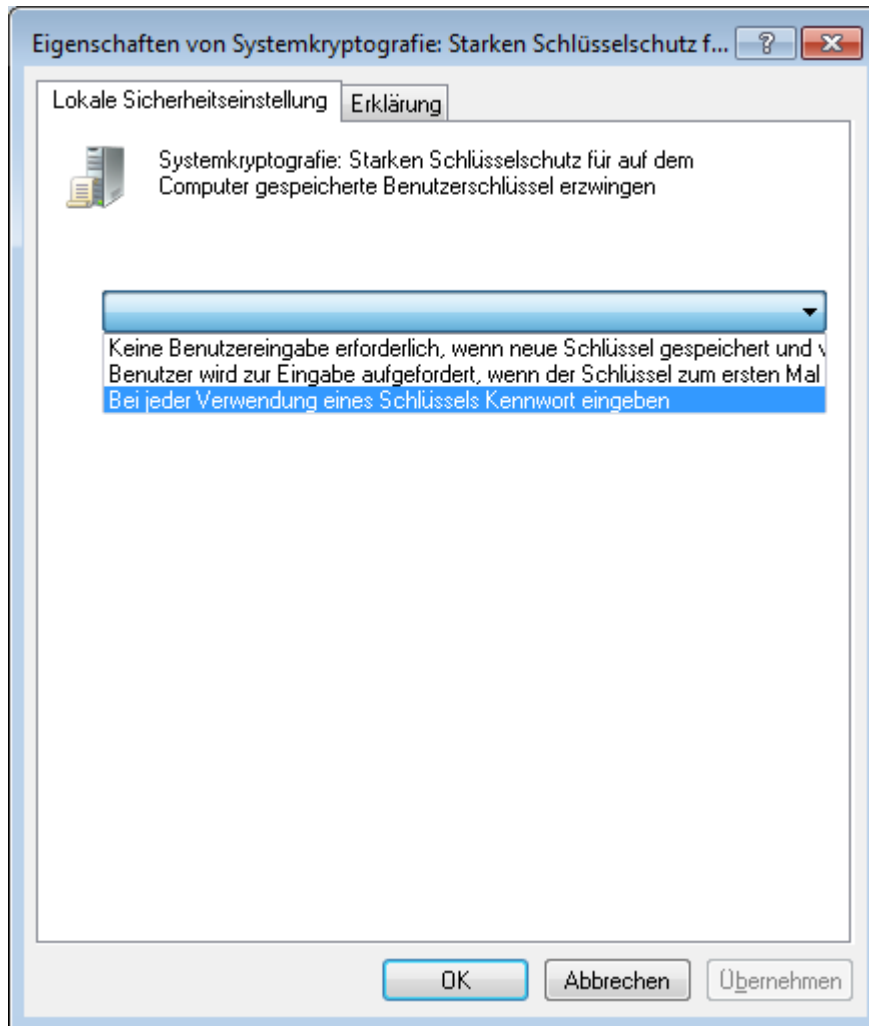 Eigenschaften von Systemkryptografie: Starken Schlüsselschutz f...
Lokale Sicherheitseinstellung
Erklärung
Systemkryptografie: Starken Schlüsselschutz für auf dem
Computer gespeicherte Benutzerschlüssel erzwingen
Keine Benutzereingabe erforderlich, wenn neue Schlüssel gespeichert und
Benutzer wird zur Eingabe aufgefordert, wenn der Schlüssel zum ersten Mal
Bei jeder Verwendung eines Schlüssels Kennwort eingeben
OK
Abbrechen
Übernehmen